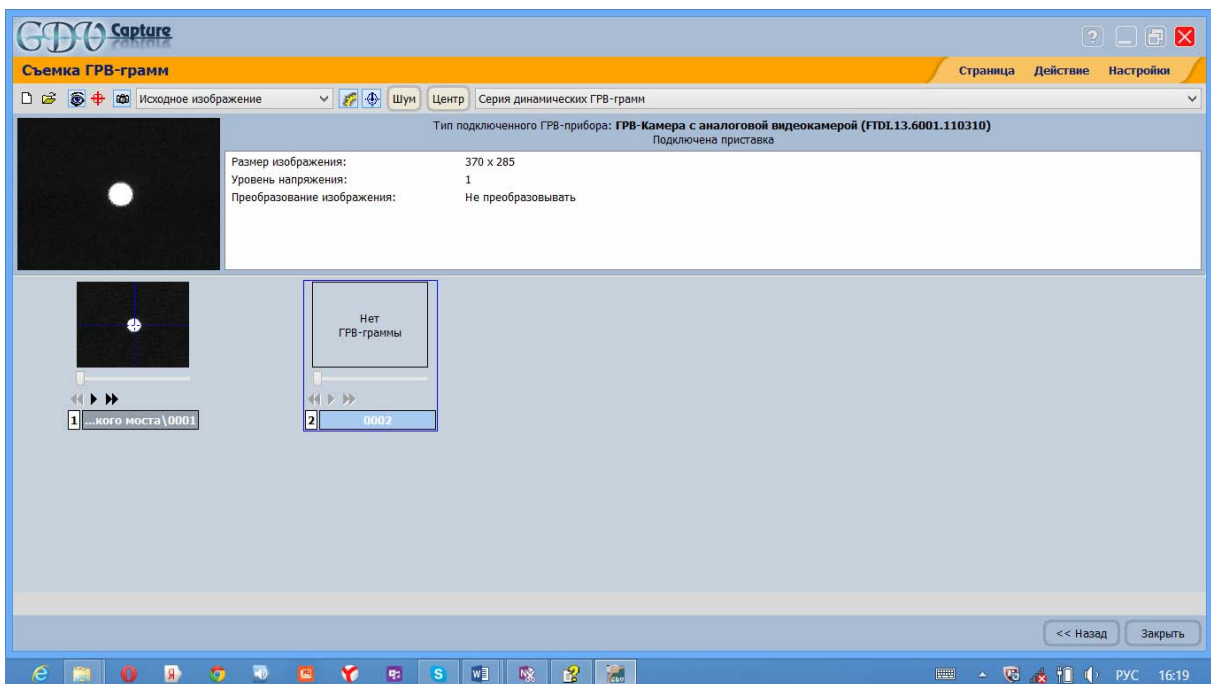 GDV Capture
Съемка ГРВ-грамм
Страница Действие Настройки
Исходное изображение
Шум
Центр
Серия динамических ГРВ-грамм
Тип подключенного ГРВ-прибора: ГРВ-Камера с аналоговой видеокамерой (FTDI.13.6001.110310)
Подключена приставка
Размер изображения: 370 x 285
Уровень напряжения: 1
Преобразование изображения: Не преобразовывать
Нет
ГРВ-граммы
1 ...кого моста\0001
2 0002
<< Назад
Закрыть
РУС 16:19